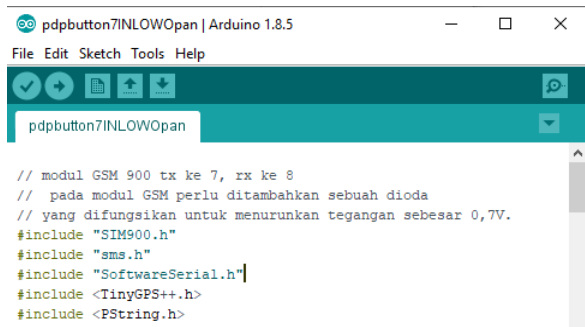 pdpbutton7INLOWOpan | Arduino 1.8.5
File Edit Sketch Tools Help
pdpbutton7INLOWOpan
// modul GSM 900 tx ke 7, rx ke 8
//  pada modul GSM perlu ditambahkan sebuah dioda
// yang difungsikan untuk menurunkan tegangan sebesar 0,7V.
#include "SIM900.h"
#include "sms.h"
#include "SoftwareSerial.h"
#include <TinyGPS++.h>
#include <PString.h>